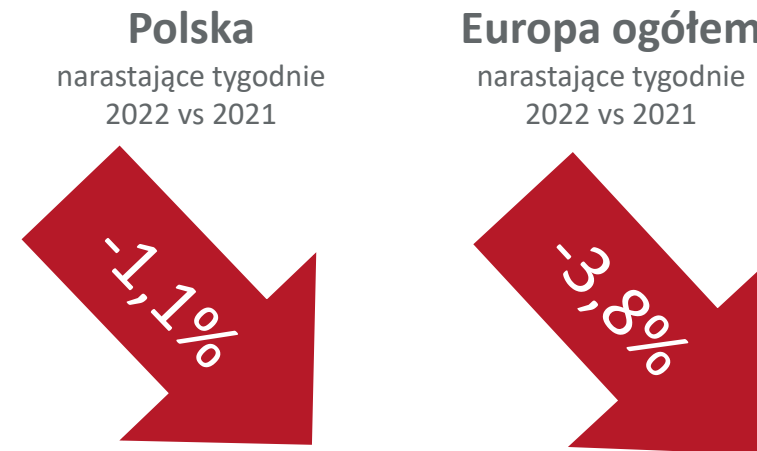 Polska
narastające tygodnie
2022 vs 2021
-1,1%
Europa ogółem
narastające tygodnie
2022 vs 2021
-3,8%